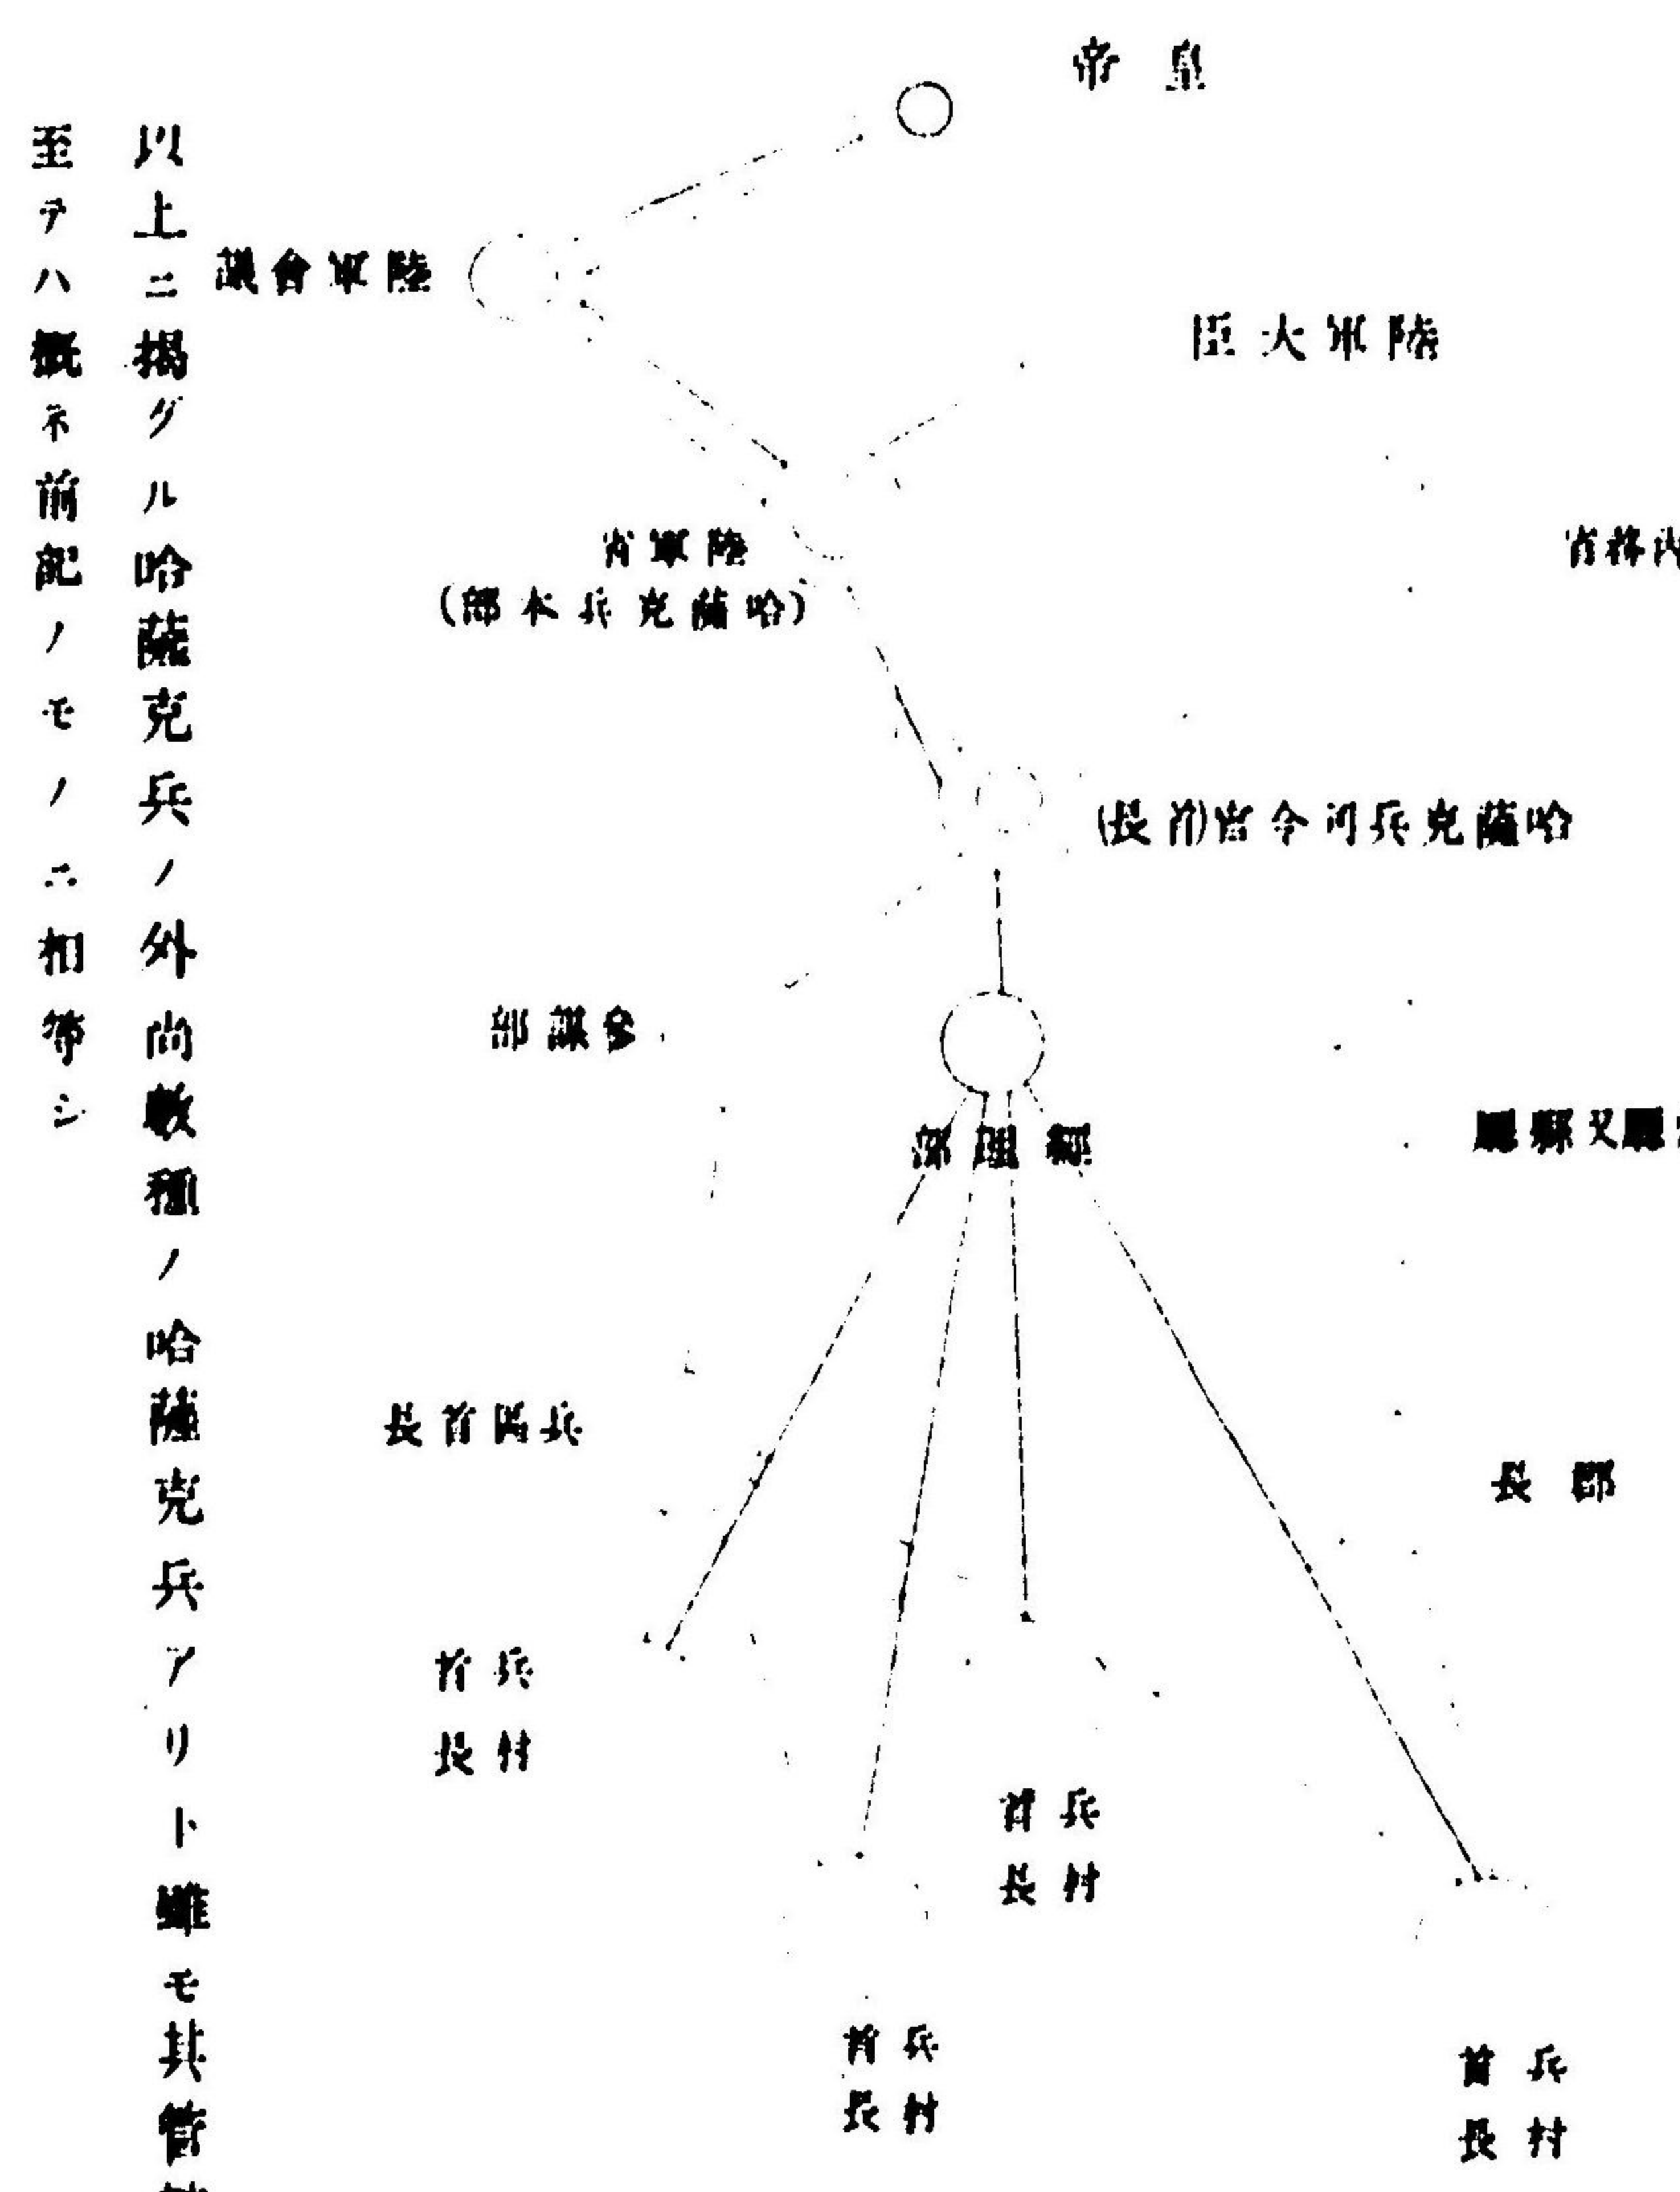 皇帝
陸軍會議
陸軍大臣
陸軍省
(哈薩克兵本部)
內務省
哈薩克兵司令官(首長)
參謀部
經理部
廳又縣廳
兵區首長
郡長
兵村
首長
兵村
首長
兵村
首長
兵村
首長
以上ニ揭グル哈薩克兵ノ外尙數種ノ哈薩克兵アリト雖モ其管
至テハ概ネ前記ノモノニ相等シ